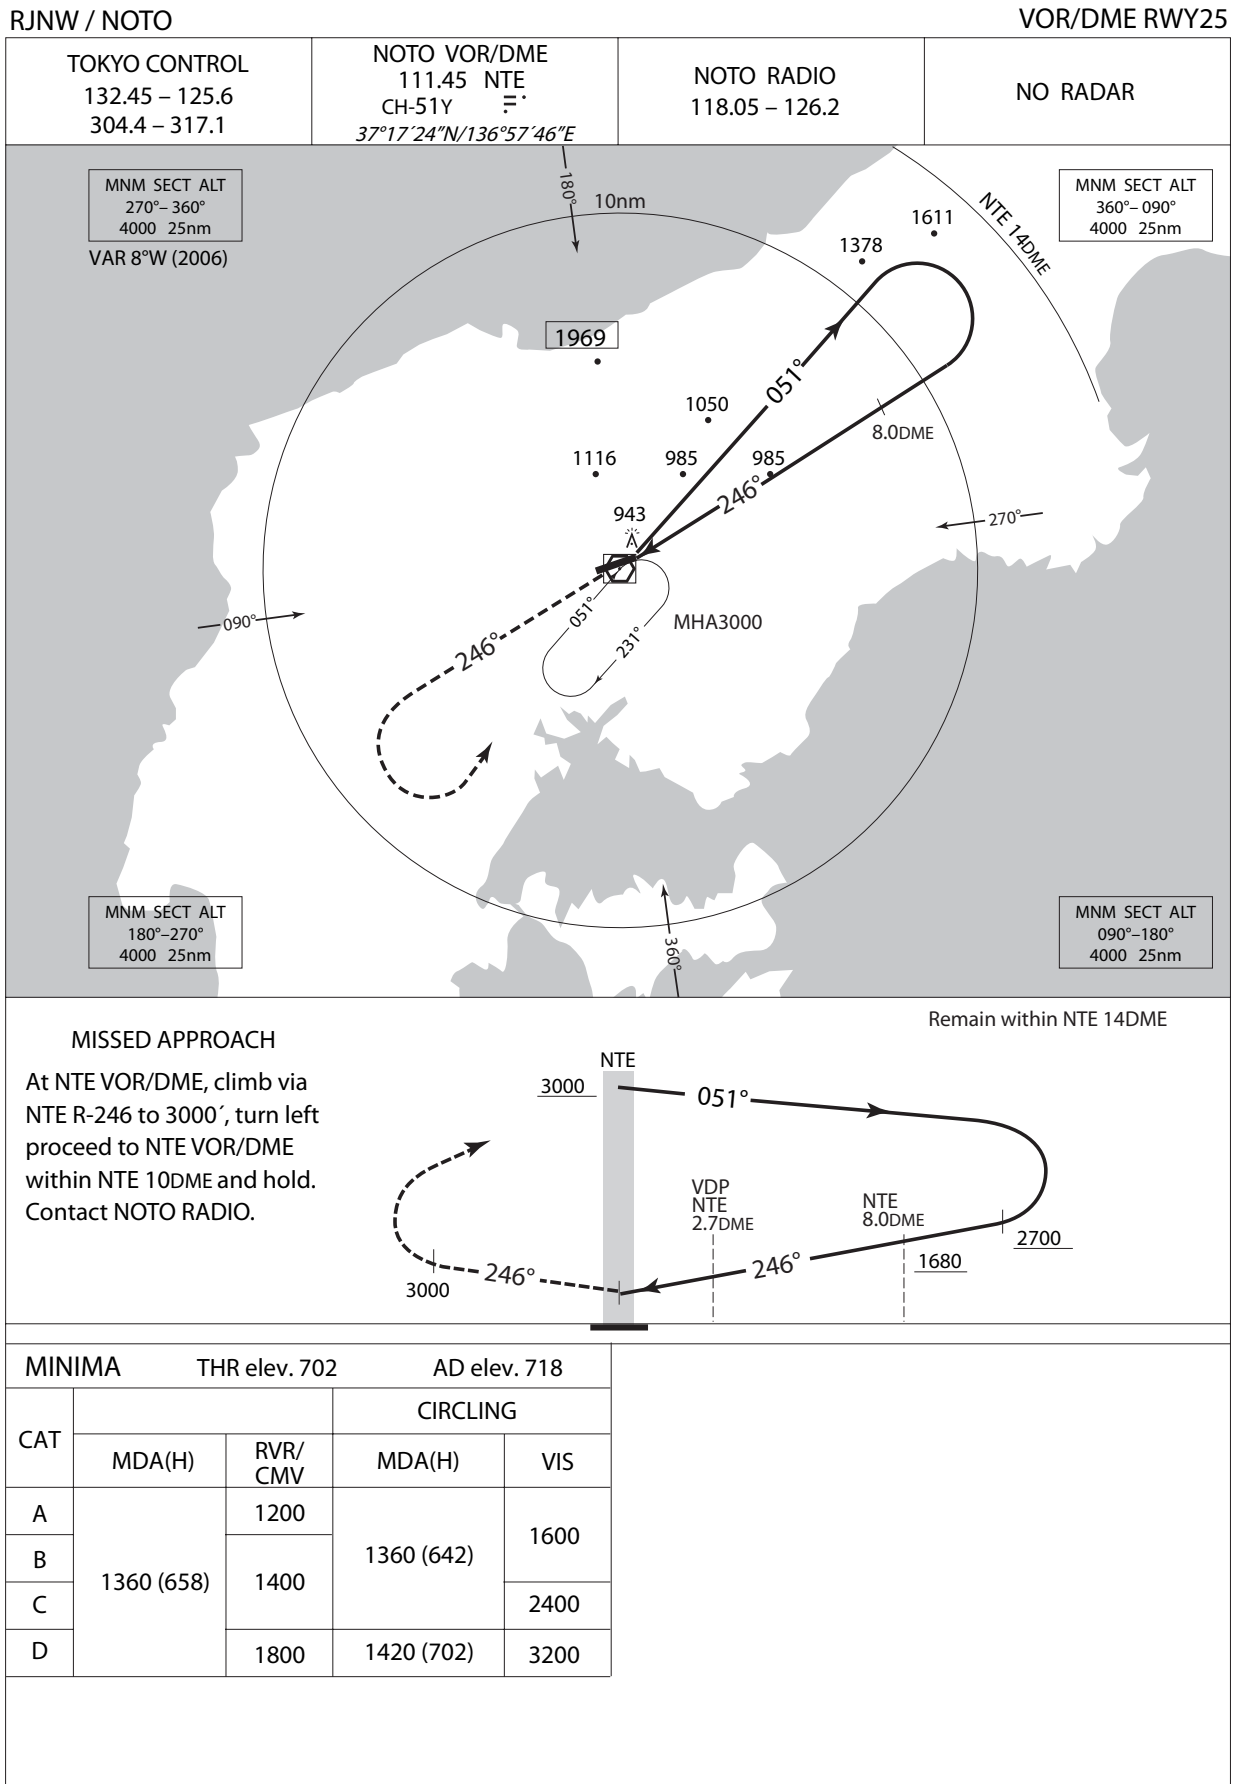 RJNW / NOTO
VOR/DME RWY25
TOKYO CONTROL
132.45 – 125.6
304.4 – 317.1
NOTO VOR/DME
111.45 NTE
CH-51Y
37°17´24˝N/136°57´46˝E
NOTO RADIO
118.05 – 126.2
NO RADAR
MNM SECT ALT
270°– 360°
4000 25nm
VAR 8°W (2006)
180°
10nm
NTE 14DME
MNM SECT ALT
360°– 090°
4000 25nm
1611
1378
1969
051°
1050
8.0DME
1116
985
985
246°
943
270°
090°
051°
231°
MHA3000
246°
MNM SECT ALT
180°–270°
4000 25nm
360°
MNM SECT ALT
090°–180°
4000 25nm
Remain within NTE 14DME
MISSED APPROACH
At NTE VOR/DME, climb via
NTE R-246 to 3000´, turn left
proceed to NTE VOR/DME
within NTE 10DME and hold.
Contact NOTO RADIO.
NTE
3000
051°
VDP
NTE
2.7DME
NTE
8.0DME
2700
1680
246°
246°
3000
MINIMA THR elev. 702 AD elev. 718
CAT
CIRCLING
MDA(H)
RVR/
CMV
MDA(H)
VIS
A
1200
1360 (642)
1600
B
1360 (658)
1400
C
2400
D
1800
1420 (702)
3200